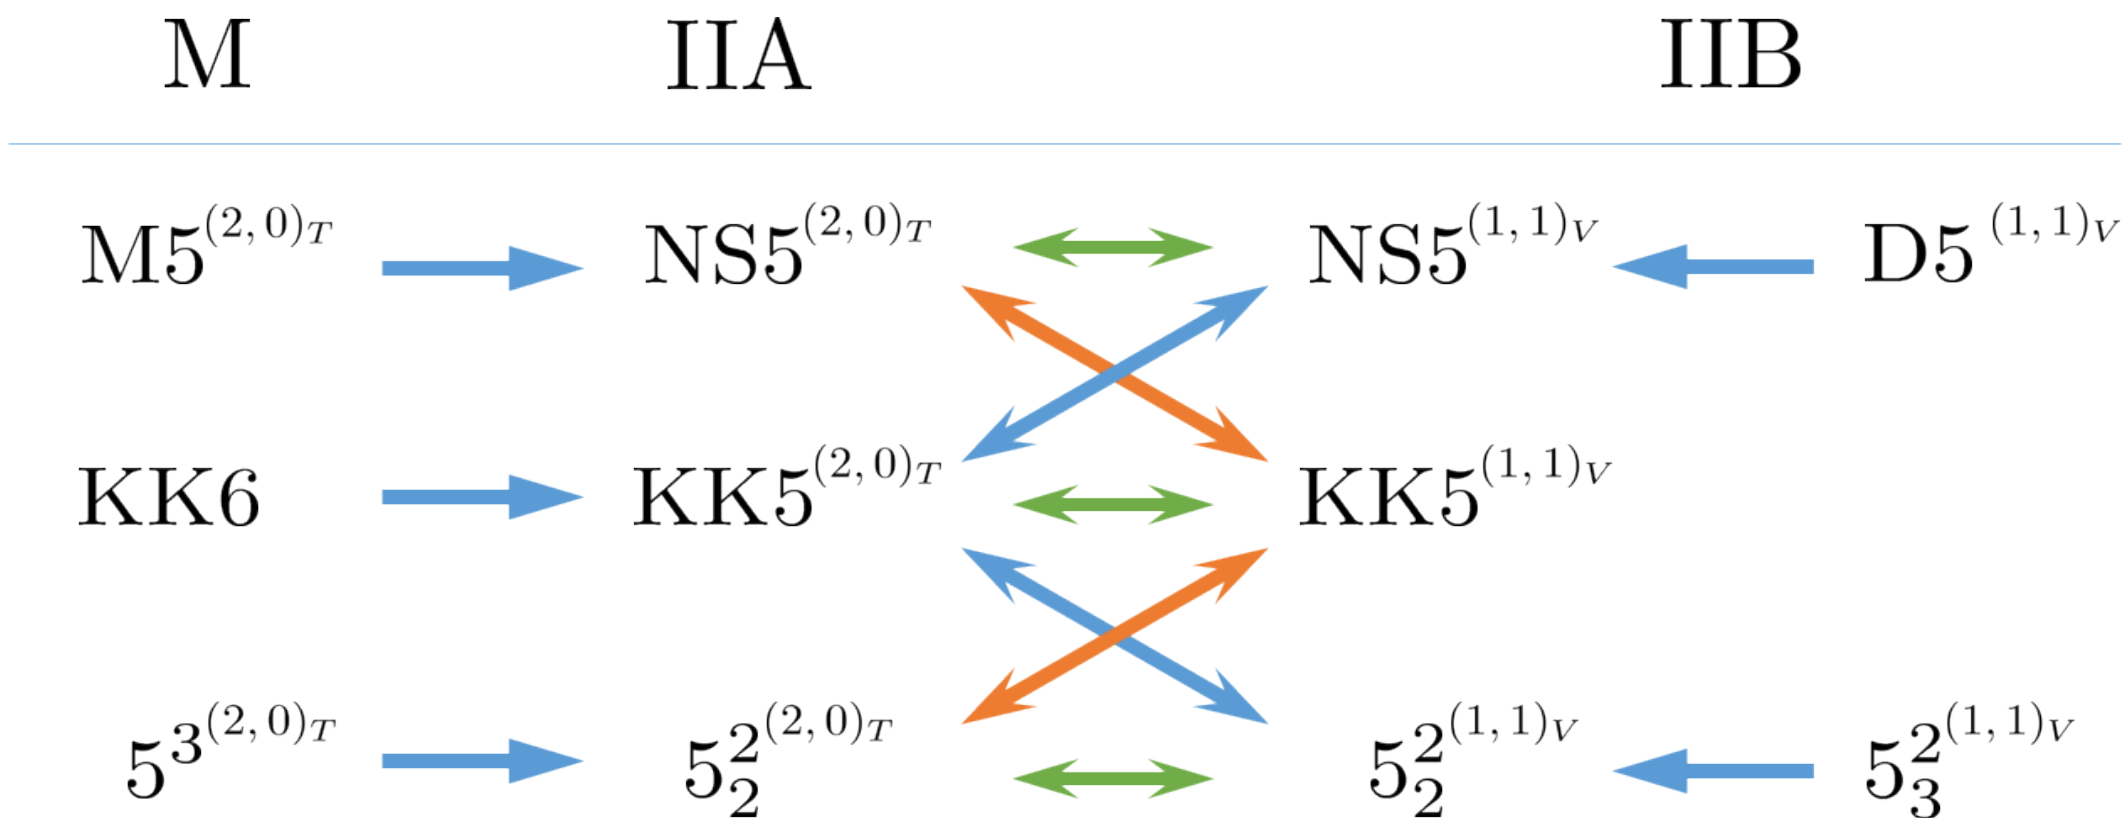 M IIA IIB
M5^{(2,0)_T} NS5^{(2,0)_T} NS5^{(1,1)_V} D5^{(1,1)_V}
KK6 KK5^{(2,0)_T} KK5^{(1,1)_V}
5^{3^{(2,0)_T}} 5_2^{2^{(2,0)_T}} 5_2^{2^{(1,1)_V}} 5_3^{2^{(1,1)_V}}